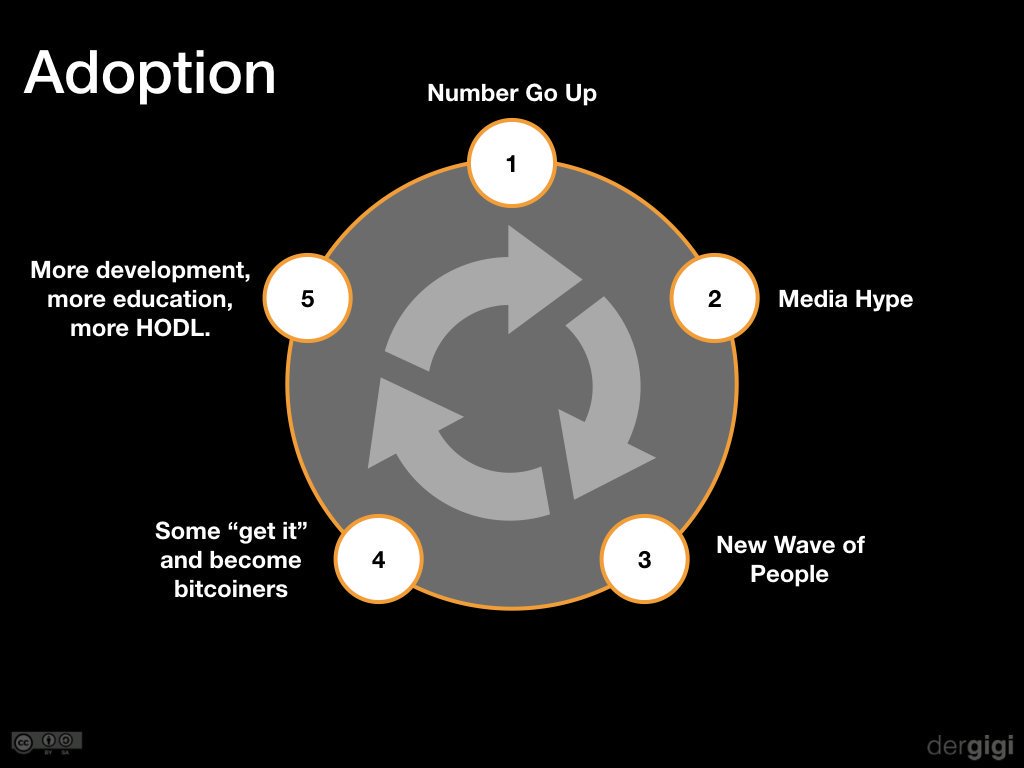 Adoption
Number Go Up
1
2
Media Hype
3
New Wave of
People
4
Some “get it”
and become
bitcoiners
5
More development,
more education,
more HODL.
cc
BY SA
dergigi